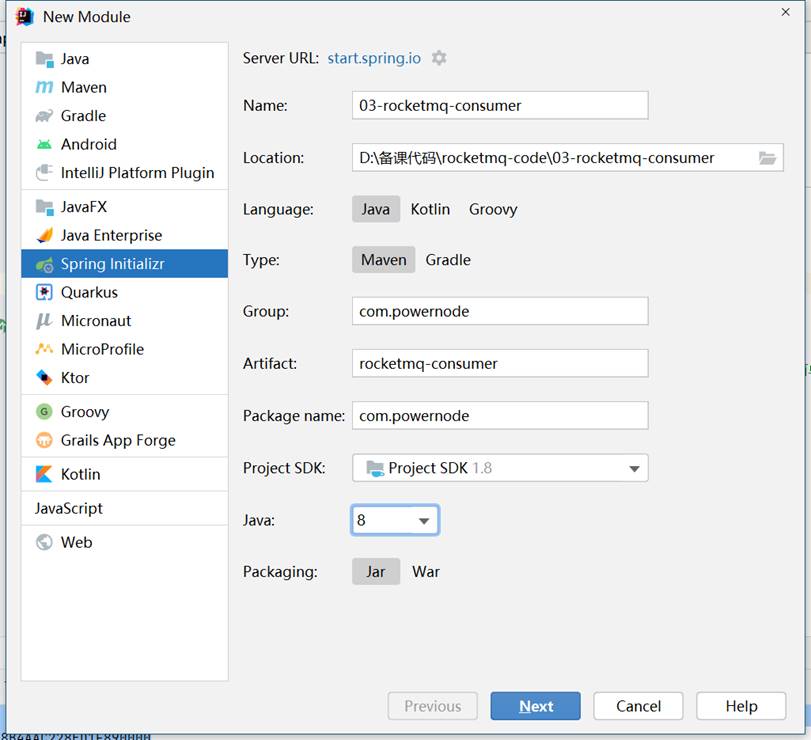 New Module
Java
Maven
Gradle
Android
IntelliJ Platform Plugin
JavaFX
Java Enterprise
Spring Initializr
Quarkus
Micronaut
MicroProfile
Ktor
Groovy
Grails App Forge
Kotlin
JavaScript
Web
Server URL: start.spring.io
Name: 03-rocketmq-consumer
Location: D:\备课代码\rocketmq-code\03-rocketmq-consumer
Language: Java Kotlin Groovy
Type: Maven Gradle
Group: com.powernode
Artifact: rocketmq-consumer
Package name: com.powernode
Project SDK: Project SDK 1.8
Java: 8
Packaging: Jar War
Previous Next Cancel Help